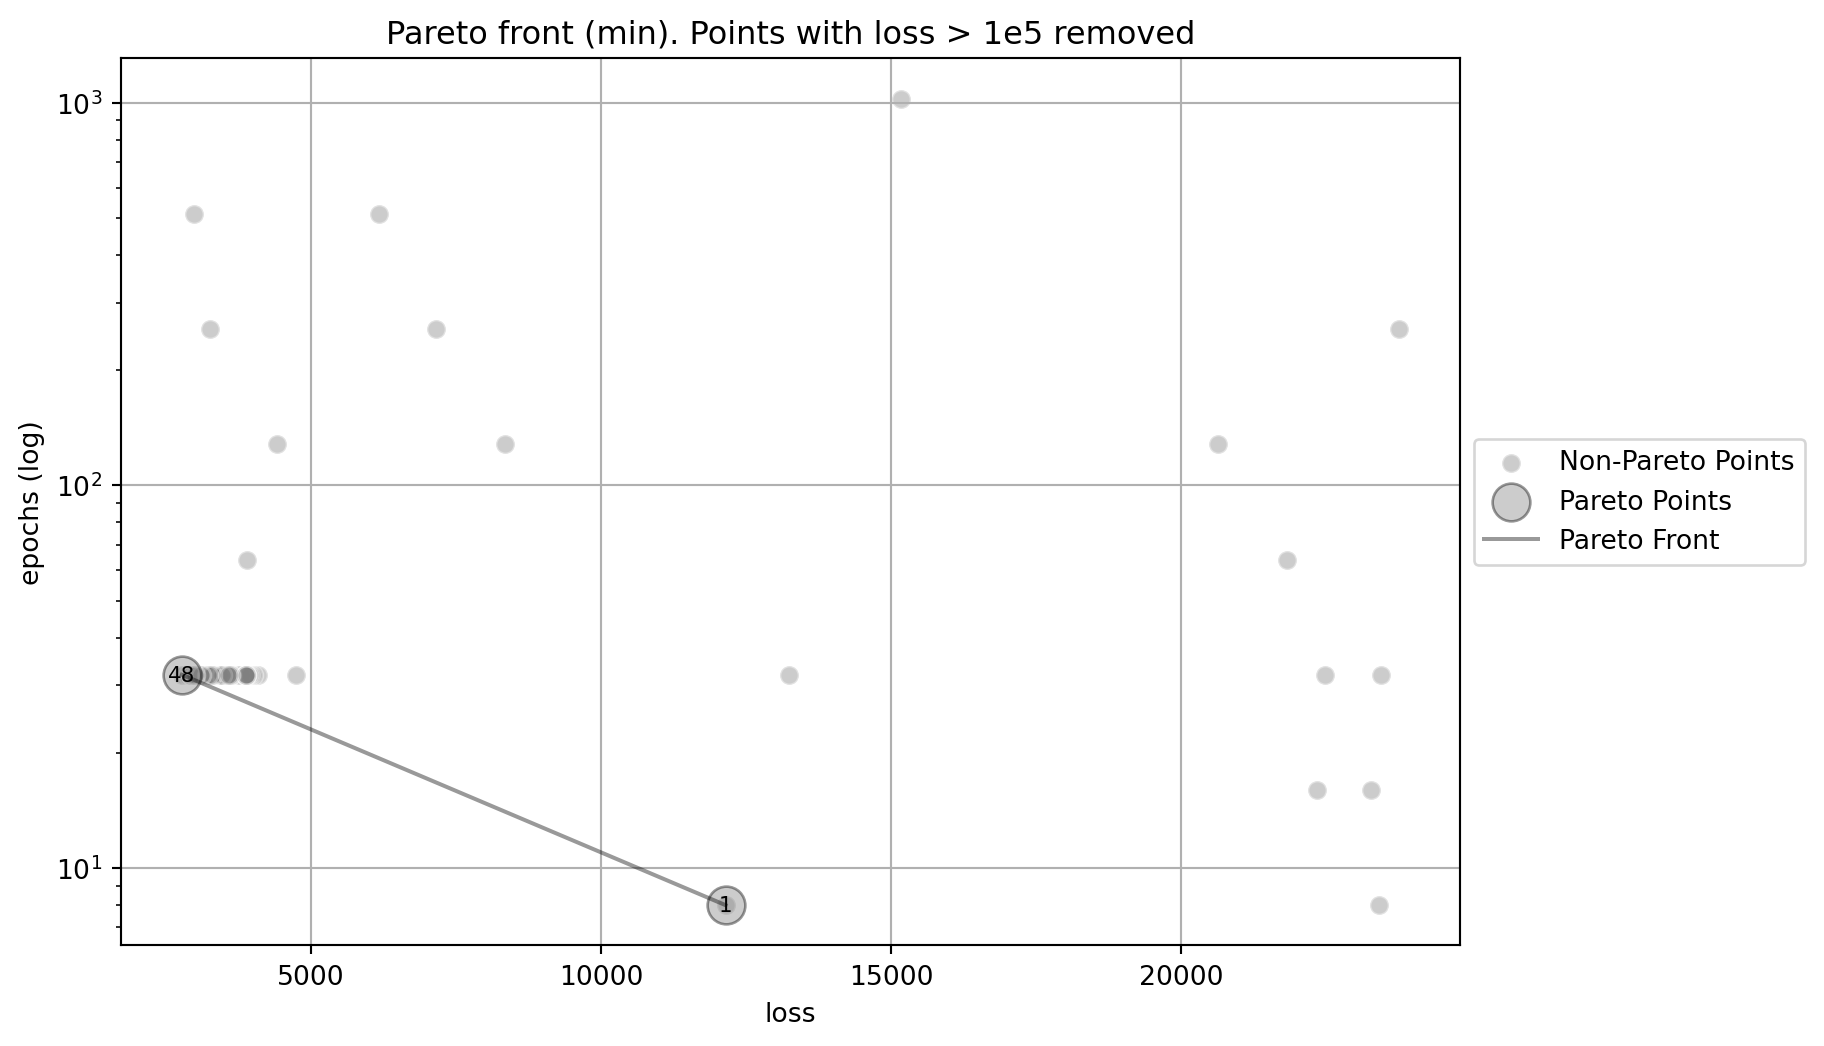 Pareto front (min). Points with loss > 1e5 removed
epochs (log)
10³
10²
10¹
48
1
5000
10000
15000
20000
loss
Non-Pareto Points
Pareto Points
Pareto Front